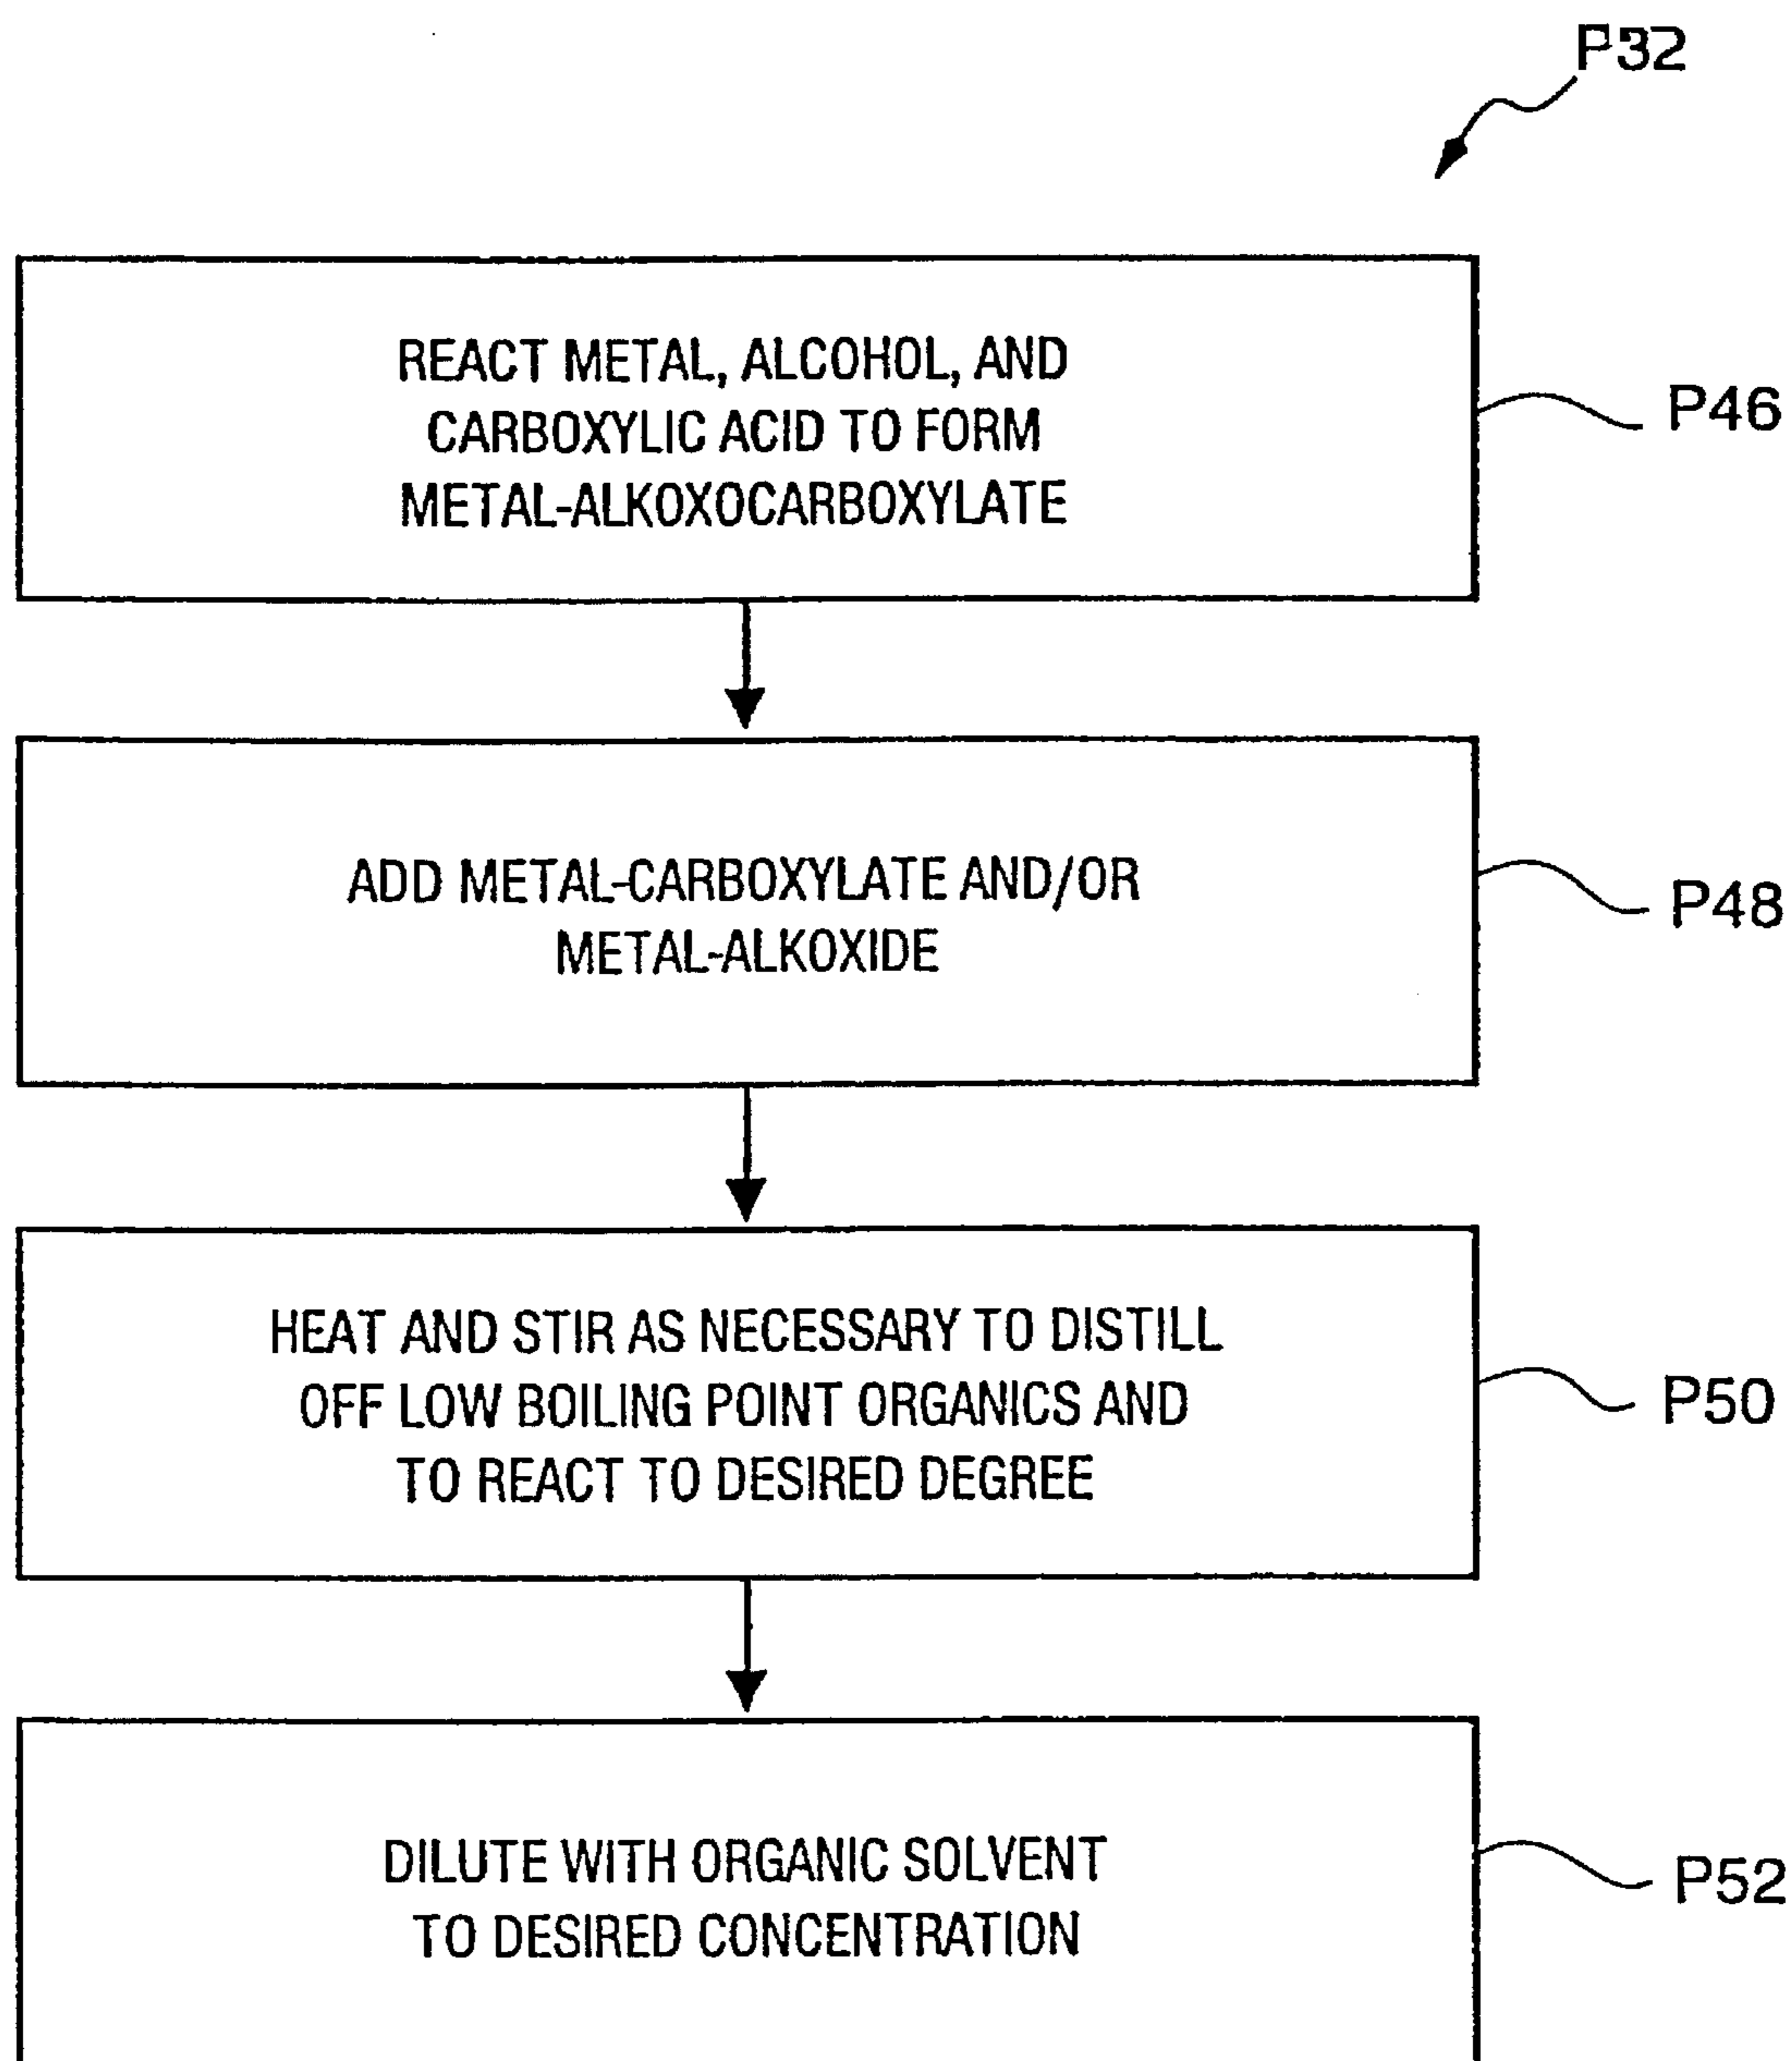 P32
REACT METAL, ALCOHOL, AND
CARBOXYLIC ACID TO FORM
METAL-ALKOXOCARBOXYLATE
P46
ADD METAL-CARBOXYLATE AND/OR
METAL-ALKOXIDE
P48
HEAT AND STIR AS NECESSARY TO DISTILL
OFF LOW BOILING POINT ORGANICS AND
TO REACT TO DESIRED DEGREE
P50
DILUTE WITH ORGANIC SOLVENT
TO DESIRED CONCENTRATION
P52